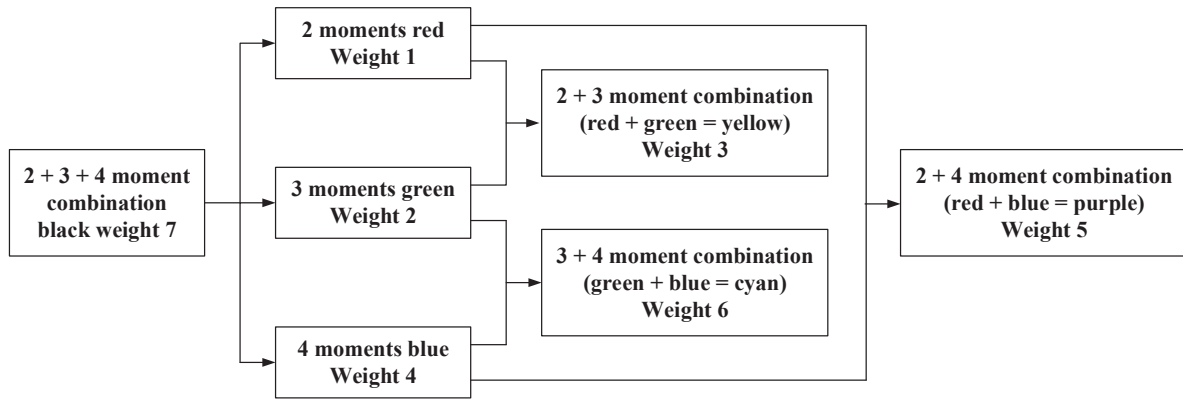 2 + 3 + 4 moment
combination
black weight 7
2 moments red
Weight 1
3 moments green
Weight 2
4 moments blue
Weight 4
2 + 3 moment combination
(red + green = yellow)
Weight 3
3 + 4 moment combination
(green + blue = cyan)
Weight 6
2 + 4 moment combination
(red + blue = purple)
Weight 5